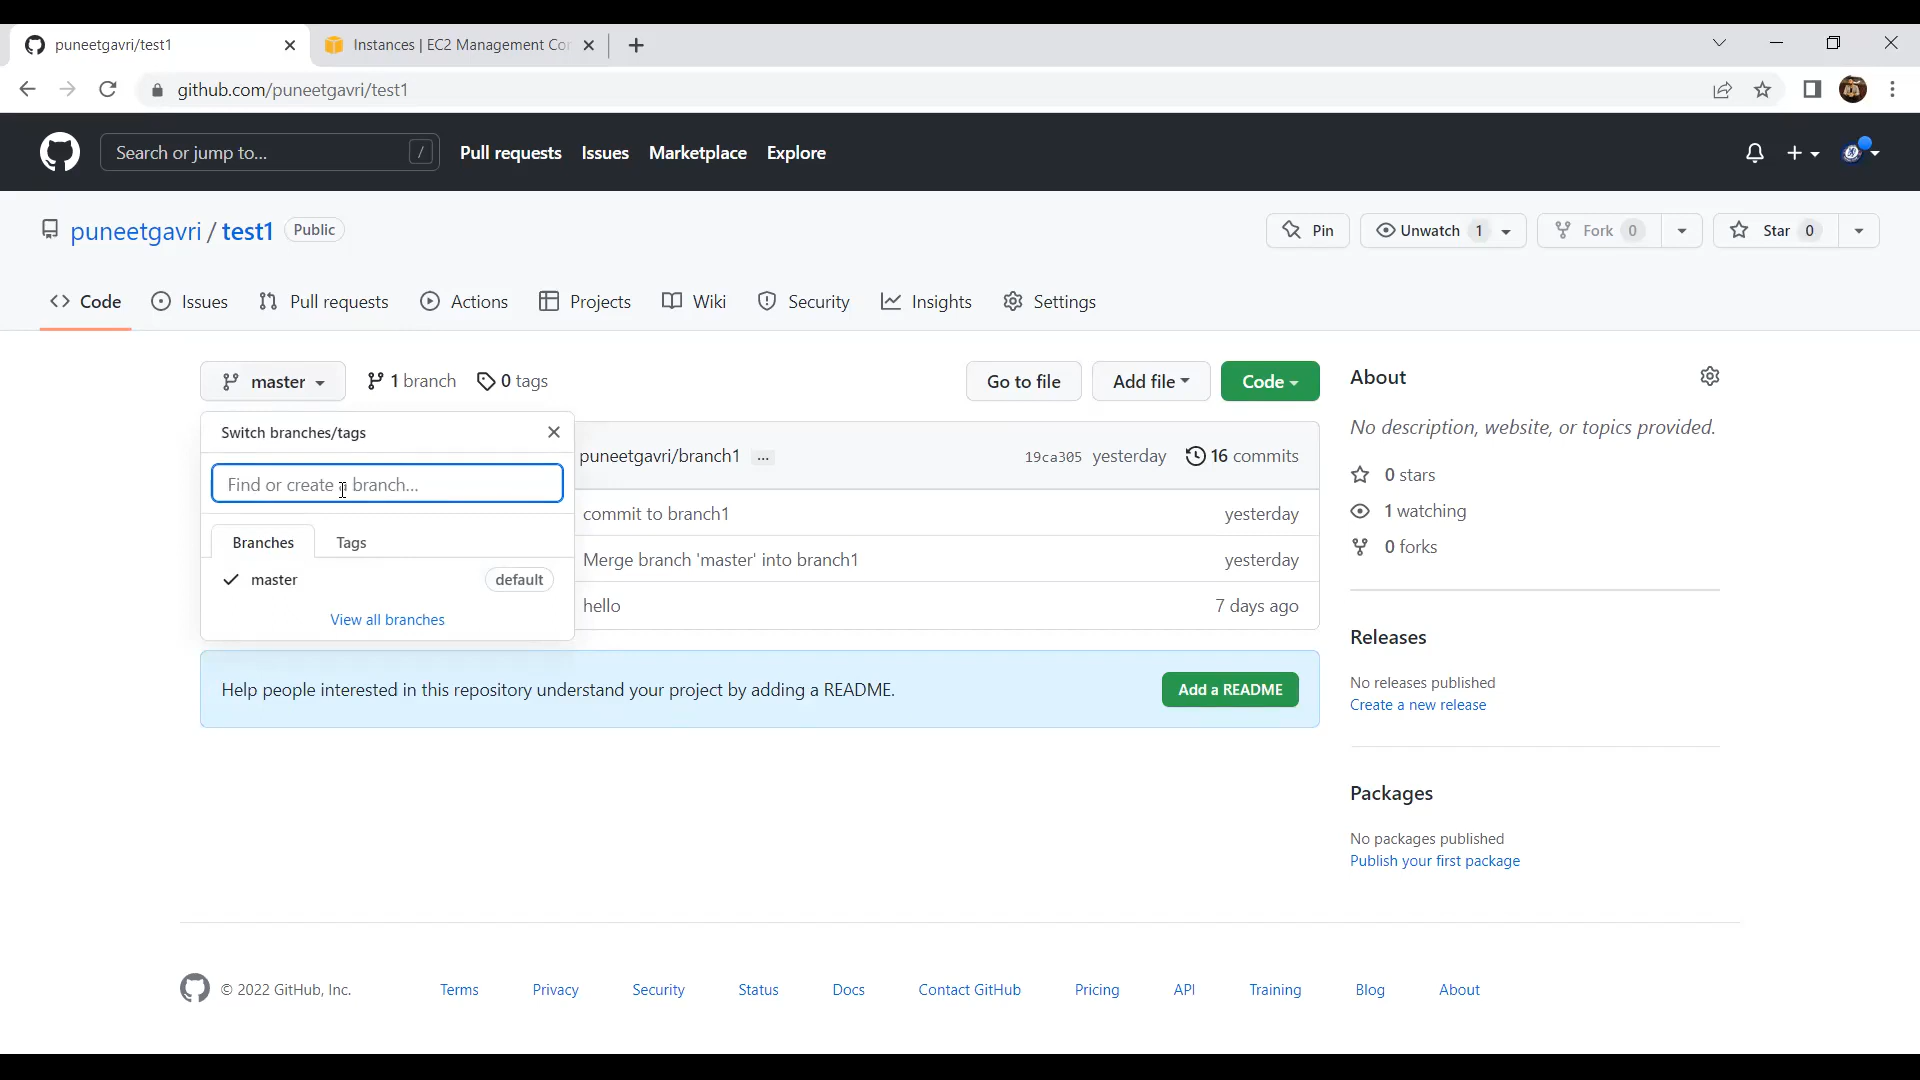 puneetgavri/test1
Instances | EC2 Management Co
github.com/puneetgavri/test1
Search or jump to... /
Pull requests Issues Marketplace Explore
puneetgavri / test1 Public
Pin Unwatch 1 Fork 0 Star 0
Code Issues Pull requests Actions Projects Wiki Security Insights Settings
master 1 branch 0 tags Go to file Add file Code
Switch branches/tags
Find or create a branch...
Branches Tags
master default
View all branches
puneetgavri/branch1 ... 19ca305 yesterday 16 commits
commit to branch1 yesterday
Merge branch 'master' into branch1 yesterday
hello 7 days ago
Help people interested in this repository understand your project by adding a README. Add a README
About
No description, website, or topics provided.
0 stars
1 watching
0 forks
Releases
No releases published
Create a new release
Packages
No packages published
Publish your first package
© 2022 GitHub, Inc. Terms Privacy Security Status Docs Contact GitHub Pricing API Training Blog About